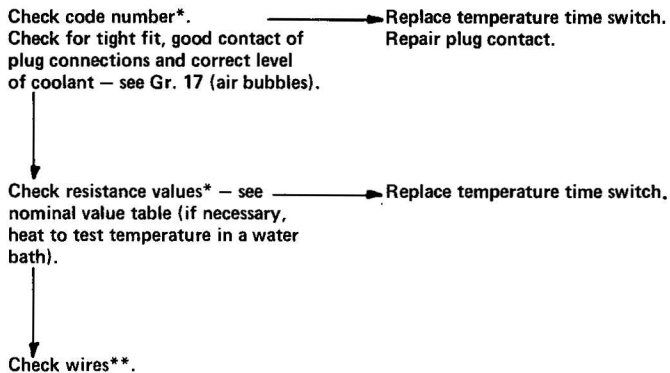 Check code number*.
Check for tight fit, good contact of
plug connections and correct level
of coolant — see Gr. 17 (air bubbles).
Replace temperature time switch.
Repair plug contact.
Check resistance values* — see
nominal value table (if necessary,
heat to test temperature in a water
bath).
Replace temperature time switch.
Check wires**.